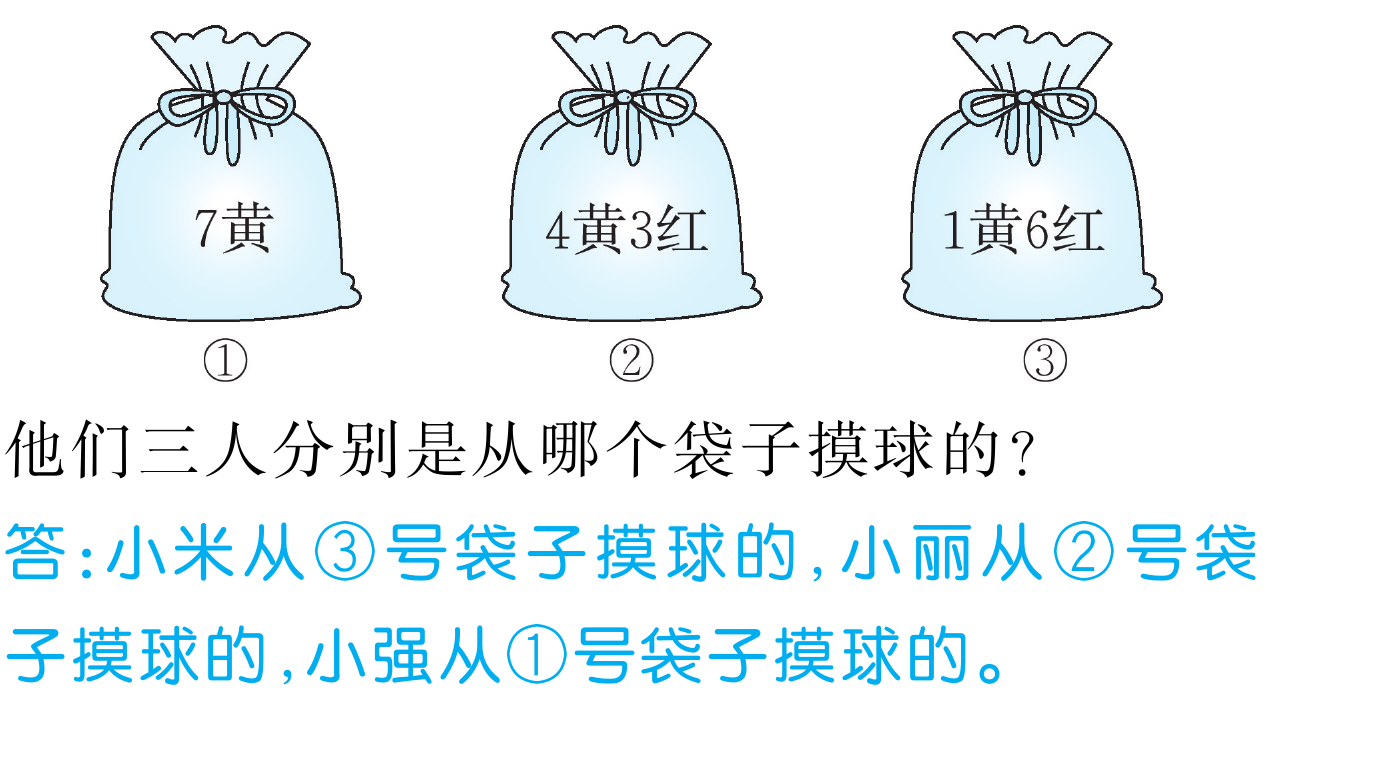 7黄 4黄3红 1黄6红
① ② ③
他们三人分别是从哪个袋子摸球的?
答:小米从③号袋子摸球的,小丽从②号袋
子摸球的,小强从①号袋子摸球的。